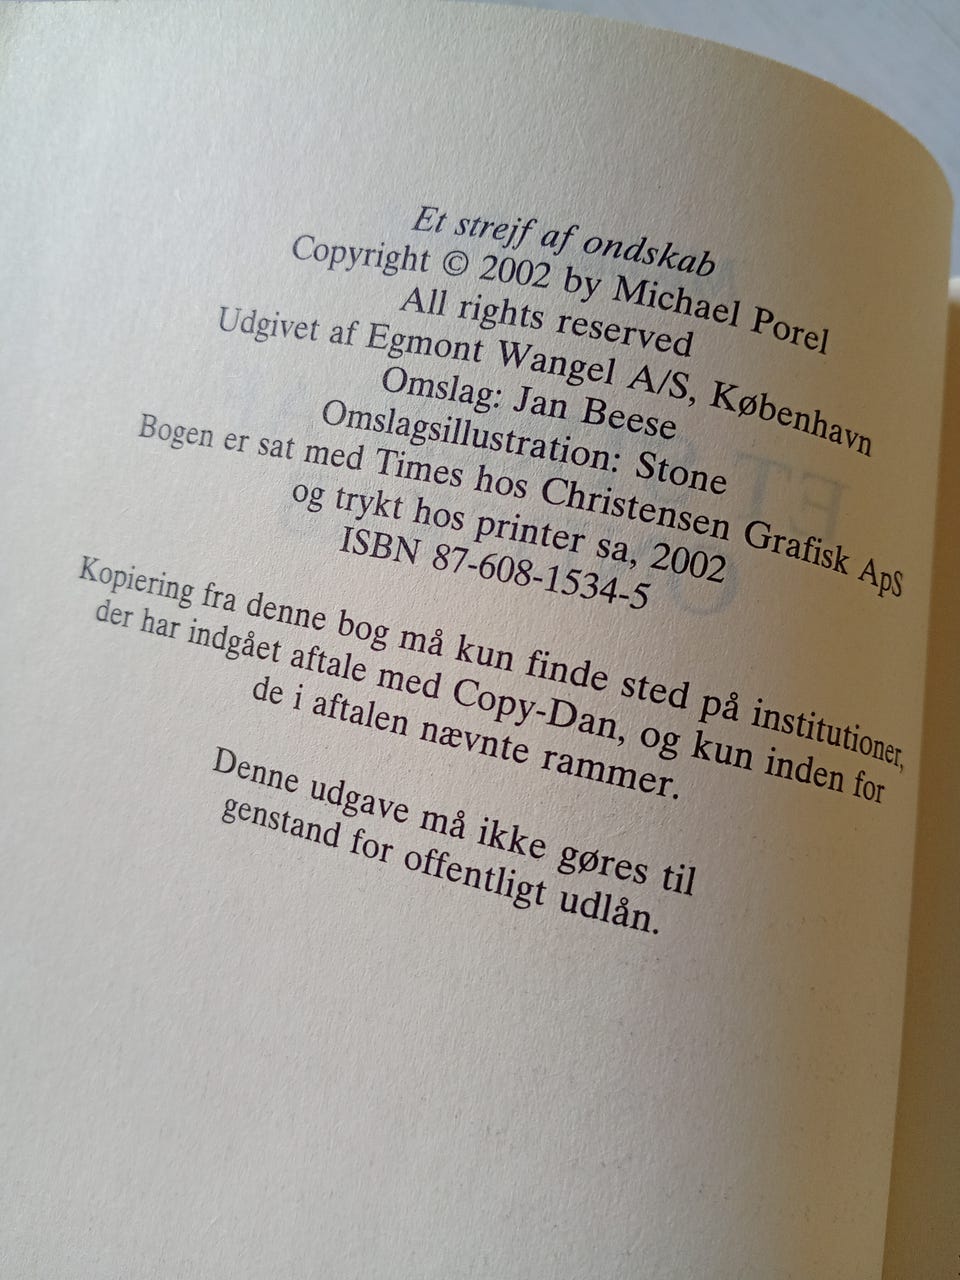 Et strejf af ondskab
Copyright © 2002 by Michael Porel
All rights reserved
Udgivet af Egmont Wangel A/S, København
Omslag: Jan Beese
Omslagsillustration: Stone
Bogen er sat med Times hos Christensen Grafisk ApS
og trykt hos printer sa, 2002
ISBN 87-608-1534-5
Kopiering fra denne bog må kun finde sted på institutioner,
der har indgået aftale med Copy-Dan, og kun inden for
de i aftalen nævnte rammer.
Denne udgave må ikke gøres til
genstand for offentligt udlån.